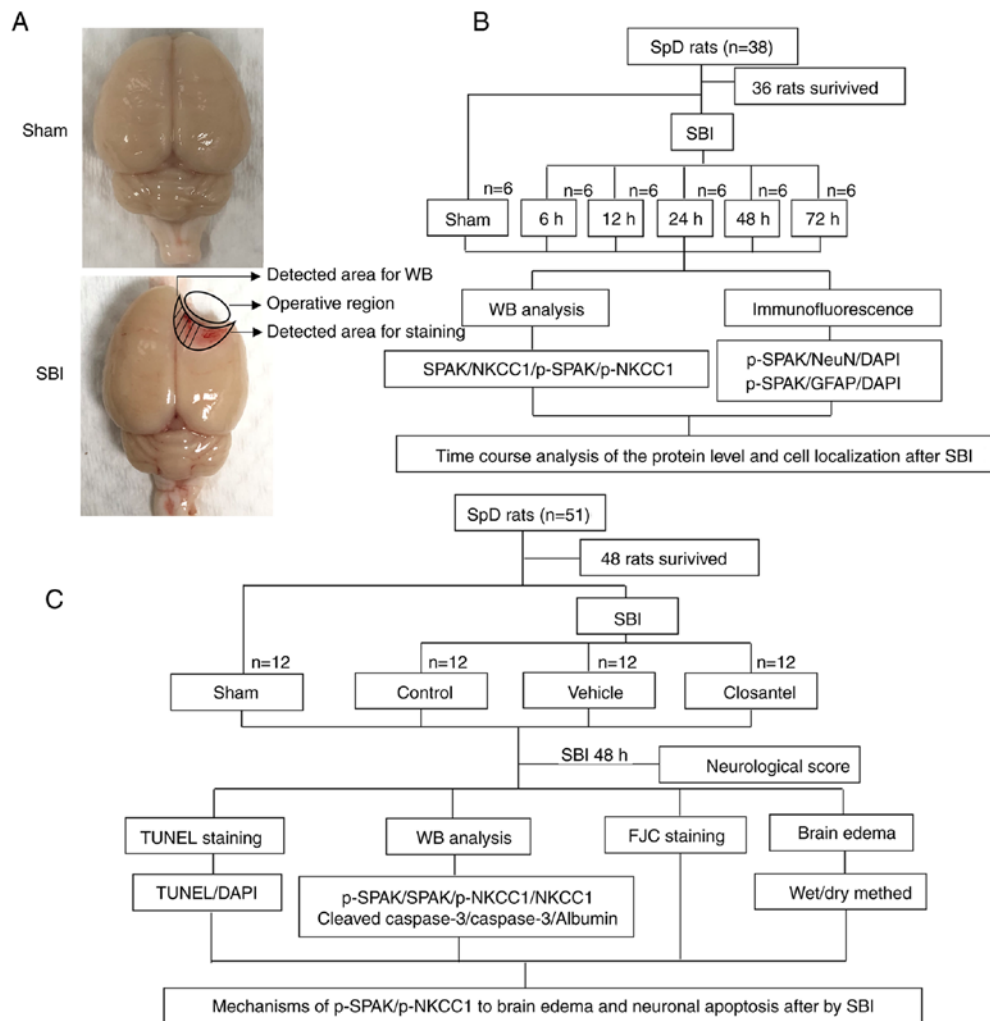 A
Sham
SBI
Detected area for WB
Operative region
Detected area for staining
B
SpD rats (n=38)
36 rats surivived
SBI
n=6 n=6 n=6 n=6 n=6 n=6
Sham 6 h 12 h 24 h 48 h 72 h
WB analysis
Immunofluorescence
SPAK/NKCC1/p-SPAK/p-NKCC1
p-SPAK/NeuN/DAPI
p-SPAK/GFAP/DAPI
Time course analysis of the protein level and cell localization after SBI
C
SpD rats (n=51)
48 rats surivived
SBI
n=12 n=12 n=12 n=12
Sham Control Vehicle Closantel
SBI 48 h
Neurological score
TUNEL staining
WB analysis
FJC staining
Brain edema
TUNEL/DAPI
p-SPAK/SPAK/p-NKCC1/NKCC1
Cleaved caspase-3/caspase-3/Albumin
Wet/dry methed
Mechanisms of p-SPAK/p-NKCC1 to brain edema and neuronal apoptosis after by SBI